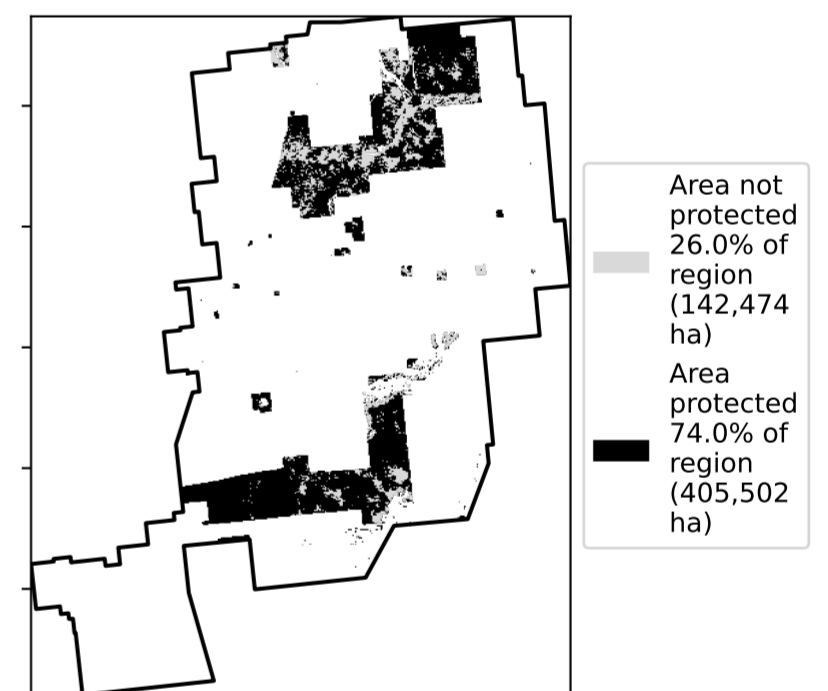 Area not
protected
26.0% of
region
(142,474
ha)
Area
protected
74.0% of
region
(405,502
ha)